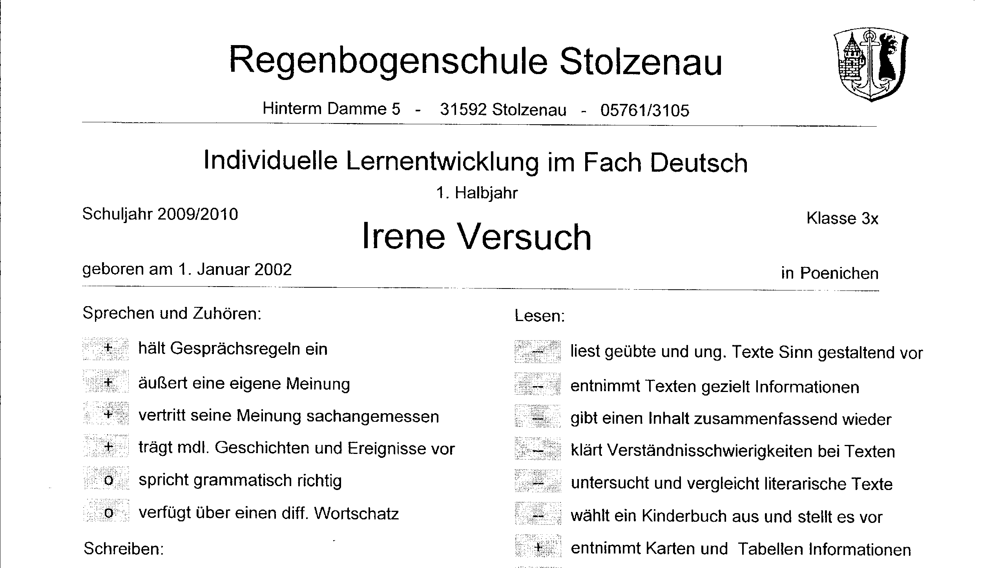 Regenbogenschule Stolzenau
Hinterm Damme 5 - 31592 Stolzenau - 05761/3105
Individuelle Lernentwicklung im Fach Deutsch
1. Halbjahr
Schuljahr 2009/2010
Klasse 3x
Irene Versuch
geboren am 1. Januar 2002
in Poenichen
Sprechen und Zuhören:
+ hält Gesprächsregeln ein
+ äußert eine eigene Meinung
+ vertritt seine Meinung sachangemessen
+ trägt mdl. Geschichten und Ereignisse vor
o spricht grammatisch richtig
o verfügt über einen diff. Wortschatz
Schreiben:
Lesen:
-- liest geübte und ung. Texte Sinn gestaltend vor
-- entnimmt Texten gezielt Informationen
-- gibt einen Inhalt zusammenfassend wieder
-- klärt Verständnisschwierigkeiten bei Texten
-- untersucht und vergleicht literarische Texte
-- wählt ein Kinderbuch aus und stellt es vor
+ entnimmt Karten und Tabellen Informationen